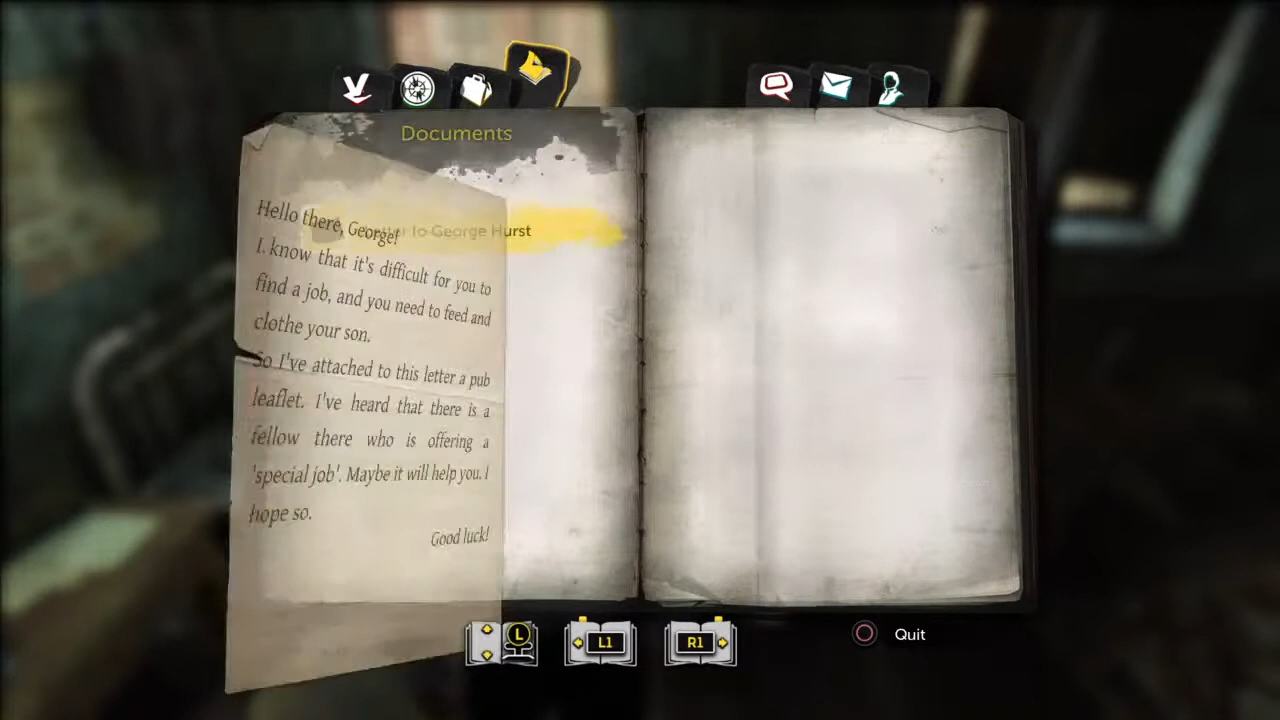 Documents
Letter to George Hurst
Hello there, George!
I know that it's difficult for you to
find a job, and you need to feed and
clothe your son.
So I've attached to this letter a pub
leaflet. I've heard that there is a
fellow there who is offering a
'special job'. Maybe it will help you. I
hope so.
Good luck!
L
L1
R1
Quit